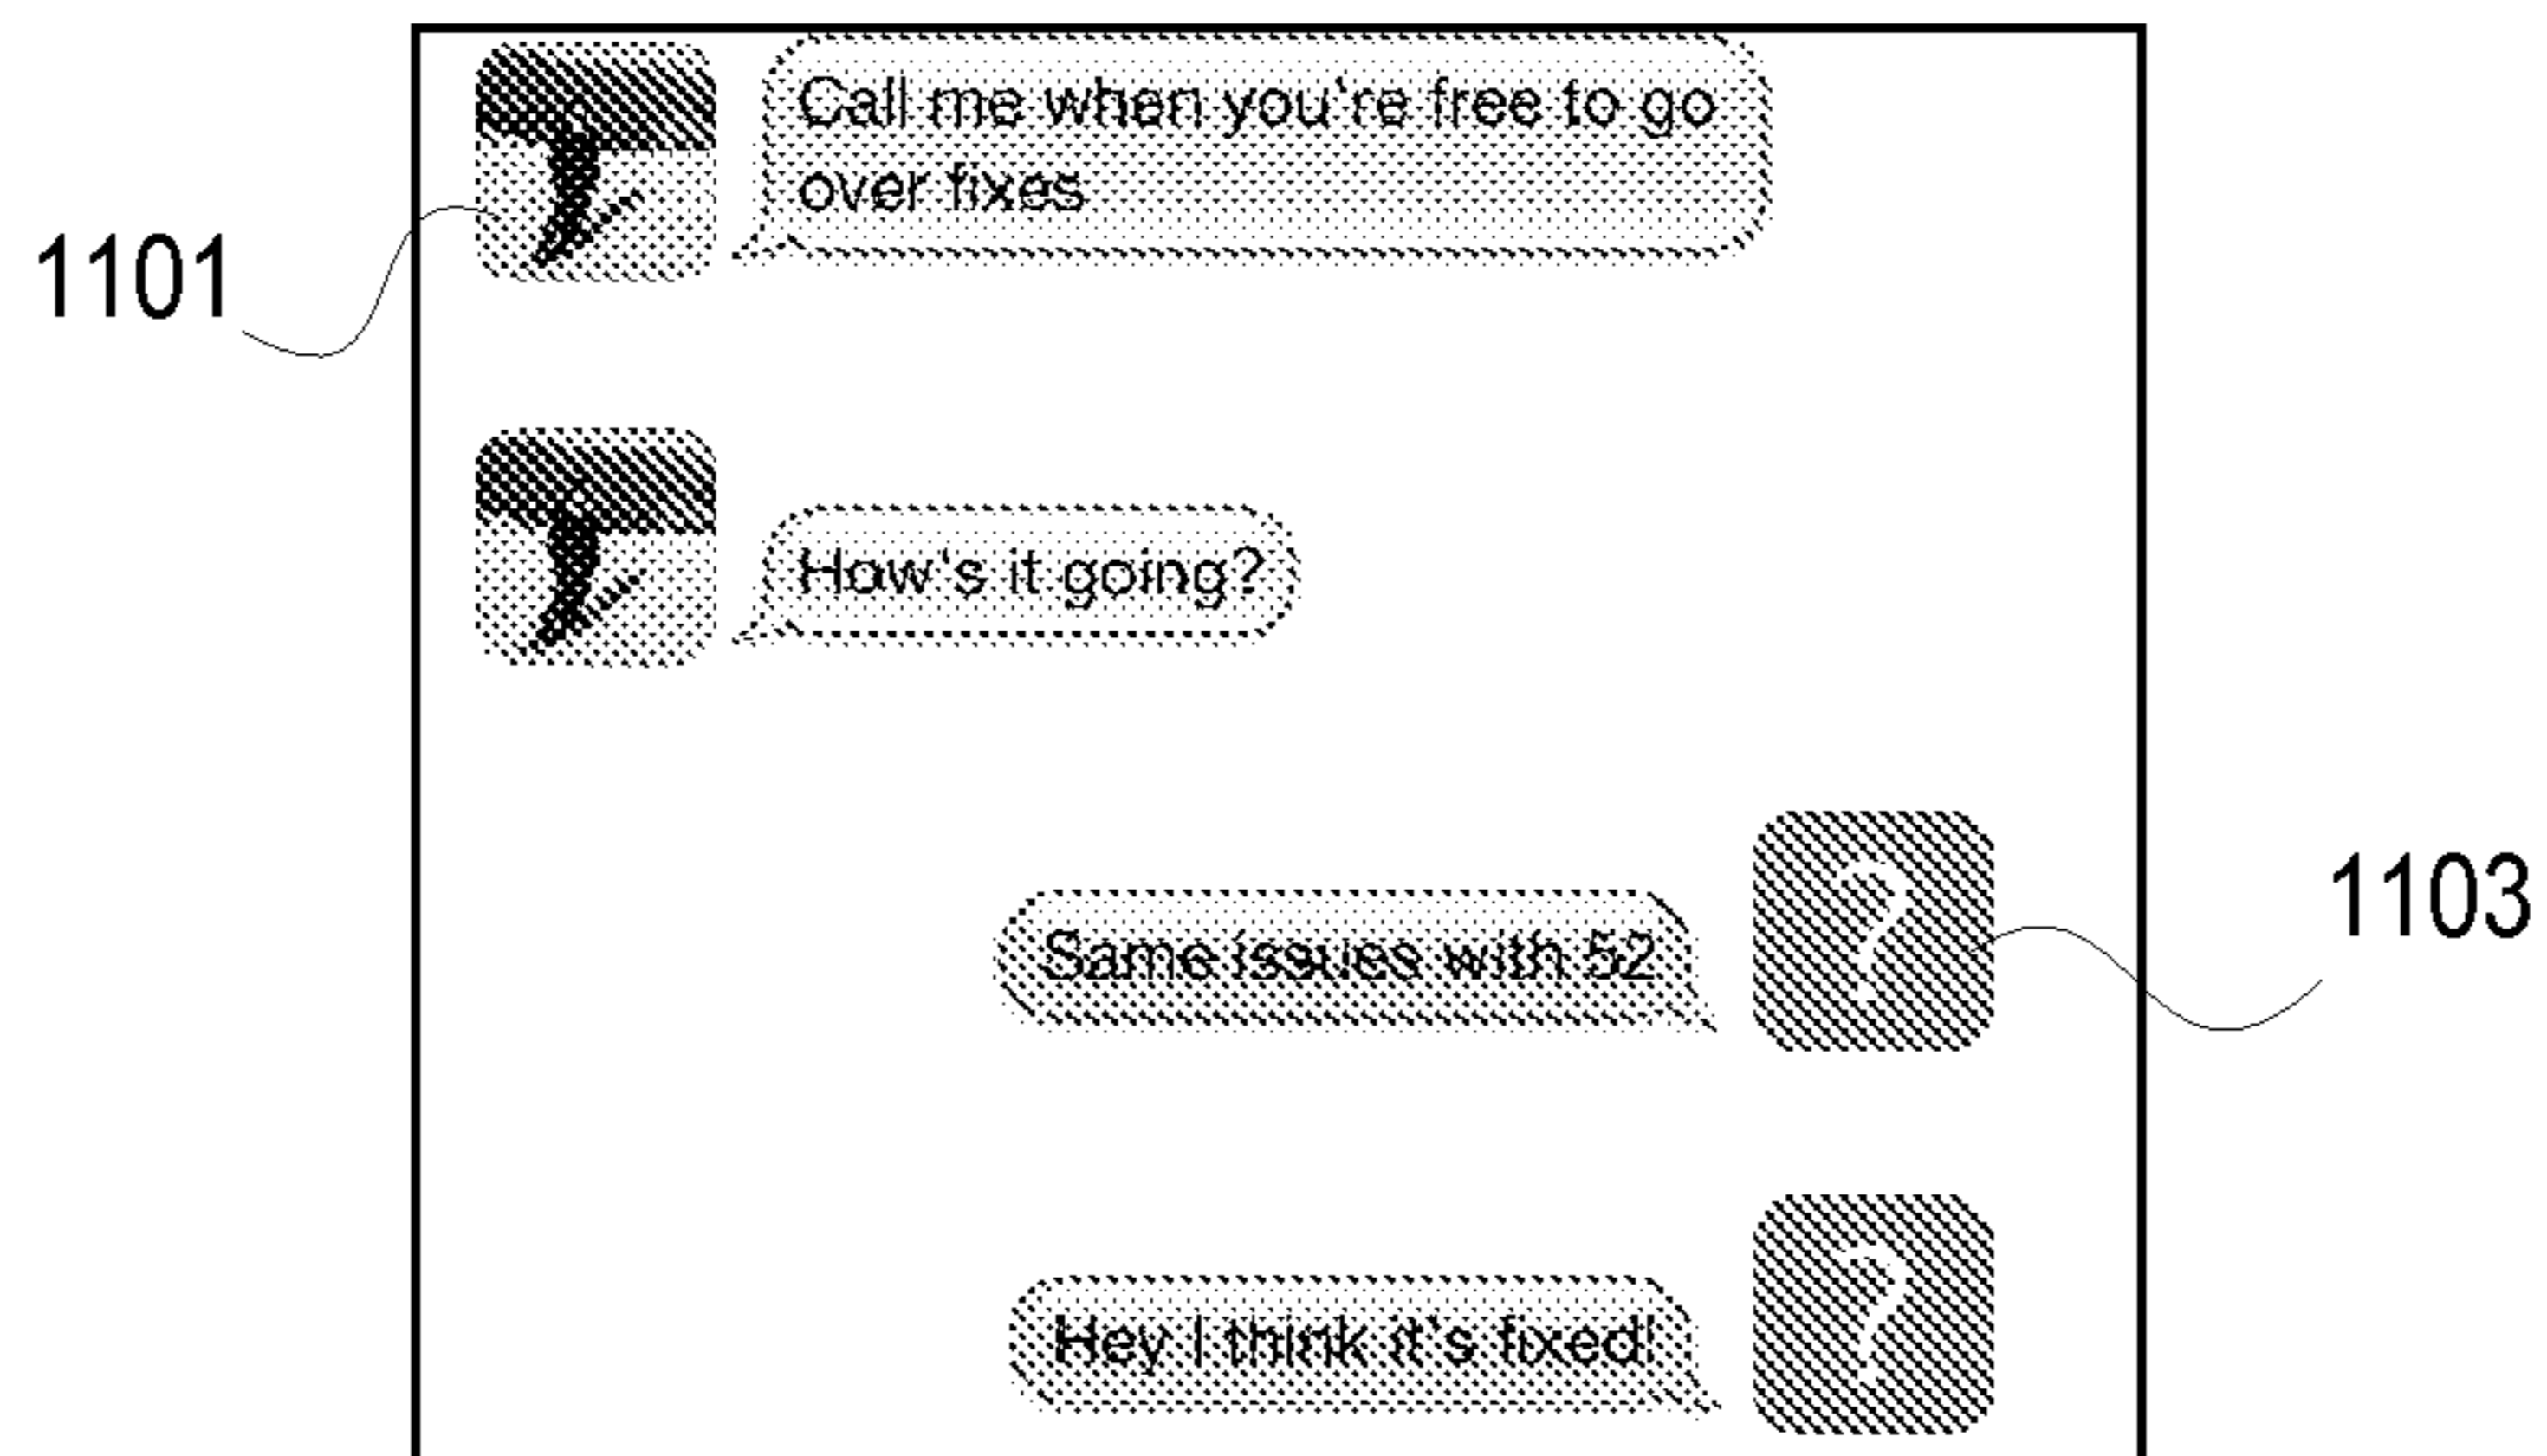 Call me when you're free to go
over fixes
1101
How's it going?
Same issues with 52
?
1103
Hey I think it's fixed!
?